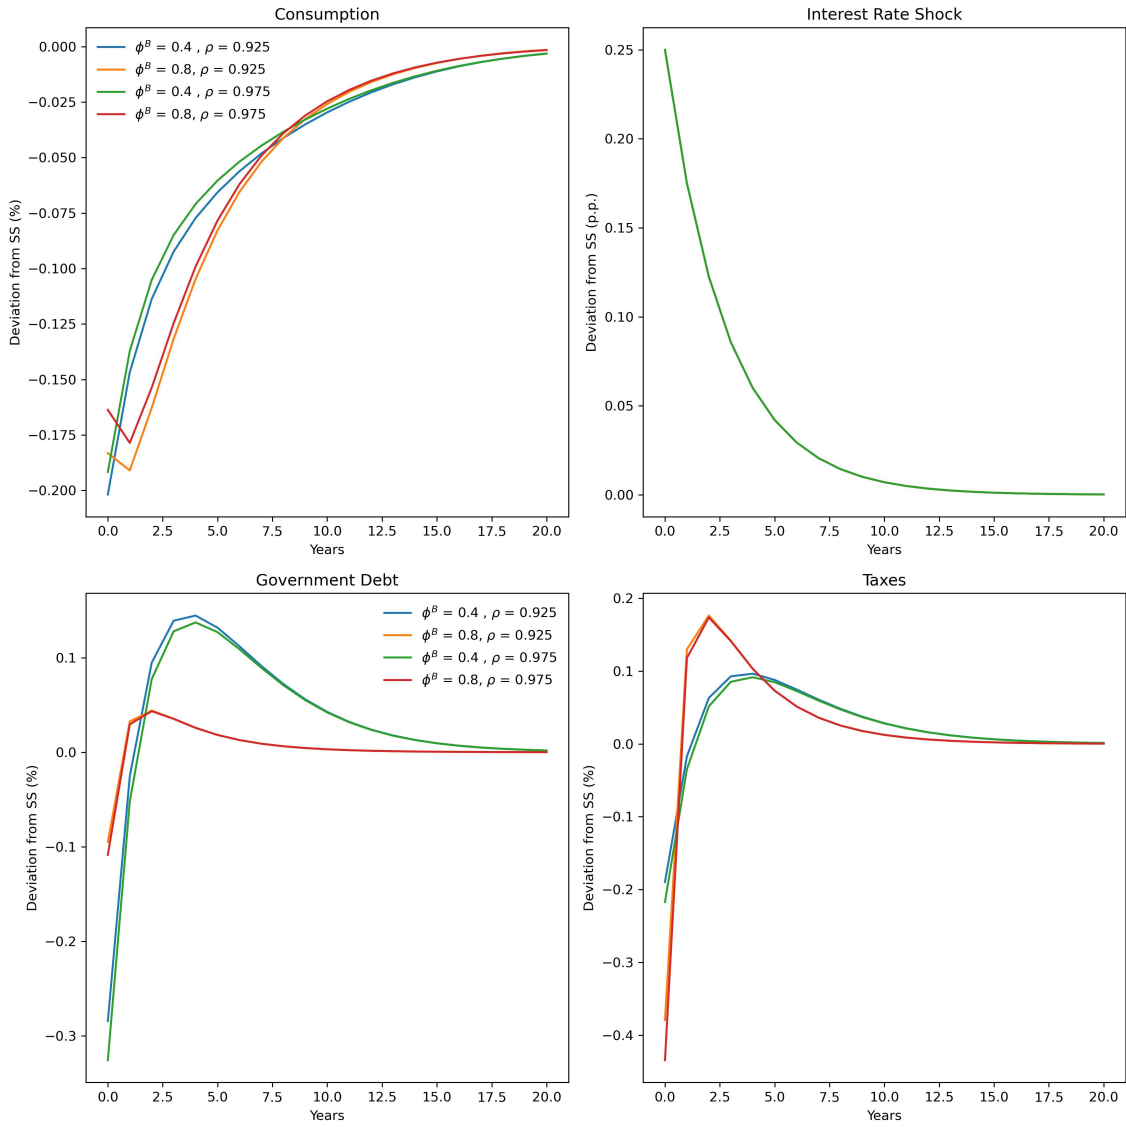 Consumption
0.000
−0.025
−0.050
−0.075
−0.100
−0.125
−0.150
−0.175
−0.200
Deviation from SS (%)
ϕᴮ = 0.4 , ρ = 0.925
ϕᴮ = 0.8, ρ = 0.925
ϕᴮ = 0.4 , ρ = 0.975
ϕᴮ = 0.8, ρ = 0.975
0.0 2.5 5.0 7.5 10.0 12.5 15.0 17.5 20.0
Years
Interest Rate Shock
0.25
0.20
0.15
0.10
0.05
0.00
Deviation from SS (p.p.)
0.0 2.5 5.0 7.5 10.0 12.5 15.0 17.5 20.0
Years
Government Debt
0.1
0.0
−0.1
−0.2
−0.3
Deviation from SS (%)
ϕᴮ = 0.4 , ρ = 0.925
ϕᴮ = 0.8, ρ = 0.925
ϕᴮ = 0.4 , ρ = 0.975
ϕᴮ = 0.8, ρ = 0.975
0.0 2.5 5.0 7.5 10.0 12.5 15.0 17.5 20.0
Years
Taxes
0.2
0.1
0.0
−0.1
−0.2
−0.3
−0.4
Deviation from SS (%)
0.0 2.5 5.0 7.5 10.0 12.5 15.0 17.5 20.0
Years